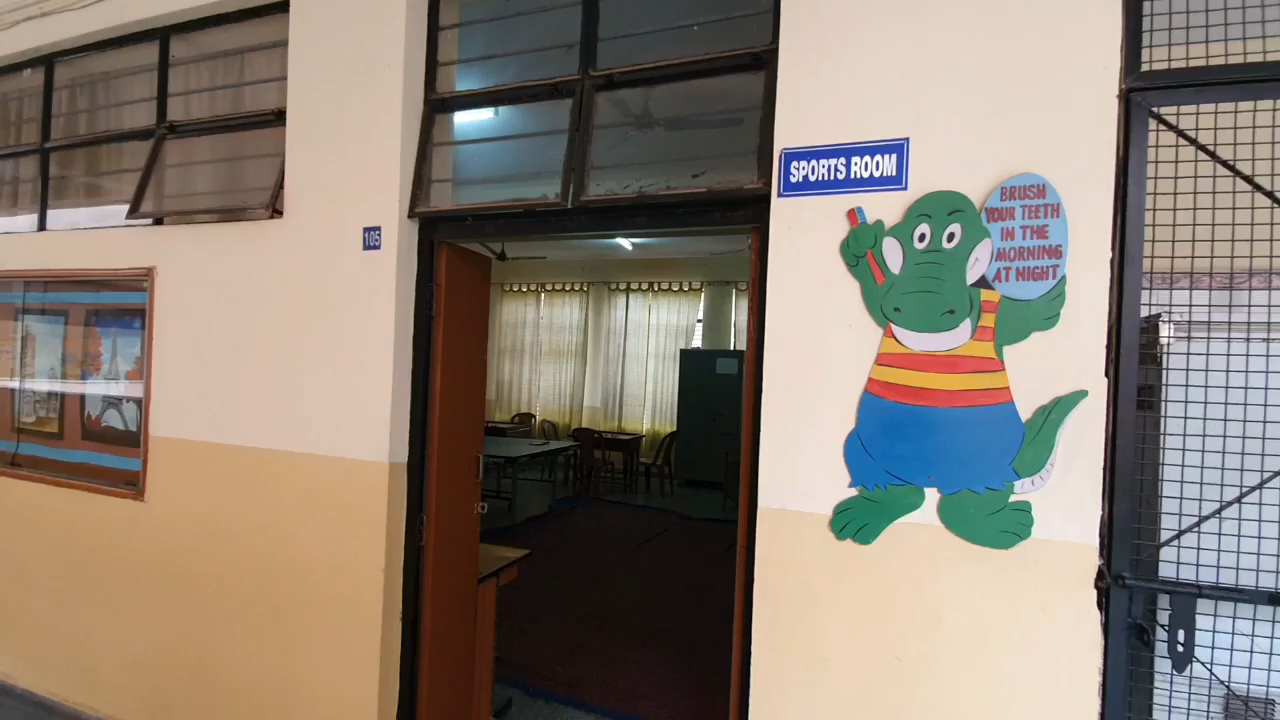 105
SPORTS ROOM
BRUSH
YOUR TEETH
IN THE
MORNING
AT NIGHT